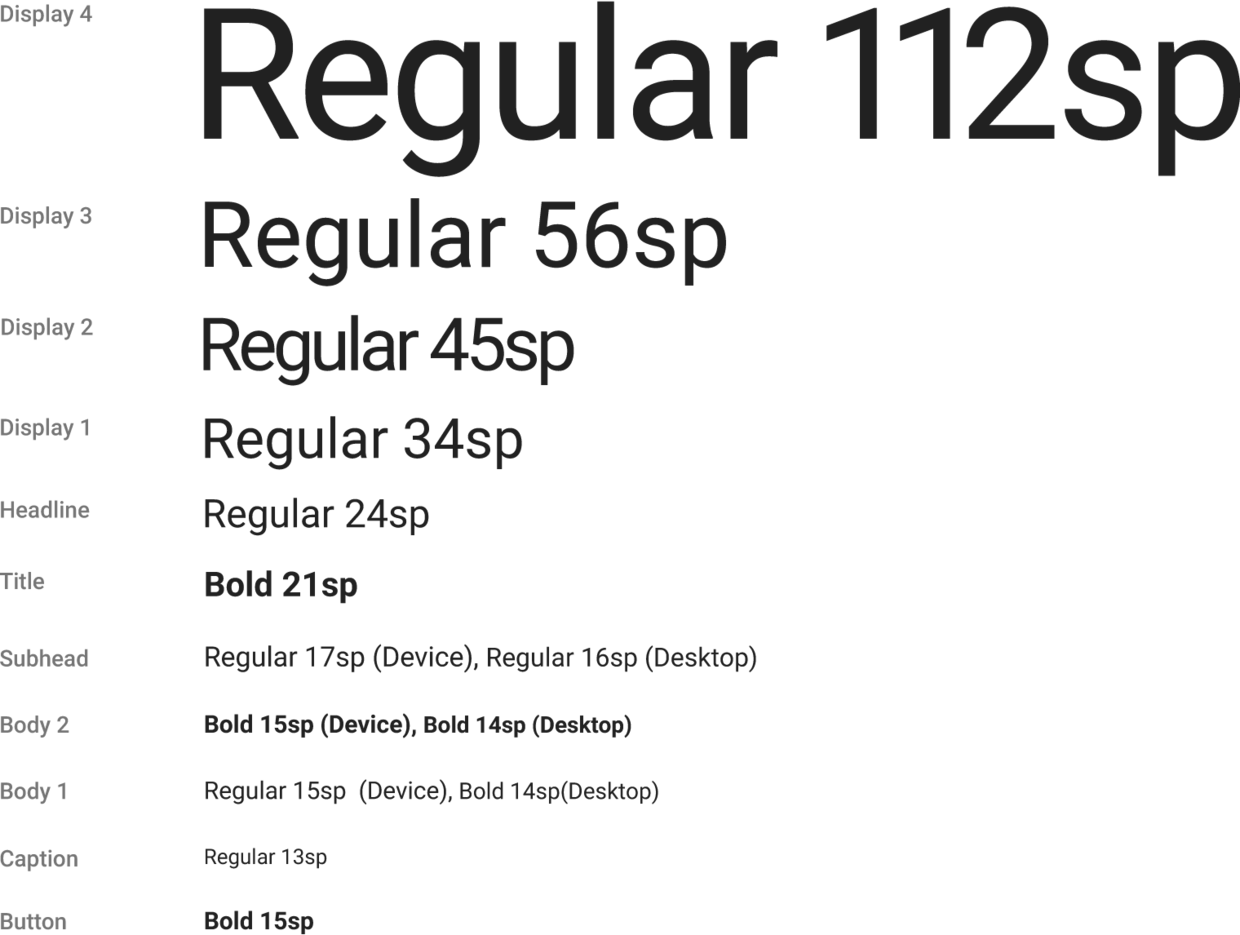 Display 4 Regular 112sp
Display 3 Regular 56sp
Display 2 Regular 45sp
Display 1 Regular 34sp
Headline Regular 24sp
Title Bold 21sp
Subhead Regular 17sp (Device), Regular 16sp (Desktop)
Body 2 Bold 15sp (Device), Bold 14sp (Desktop)
Body 1 Regular 15sp  (Device), Bold 14sp(Desktop)
Caption Regular 13sp
Button Bold 15sp